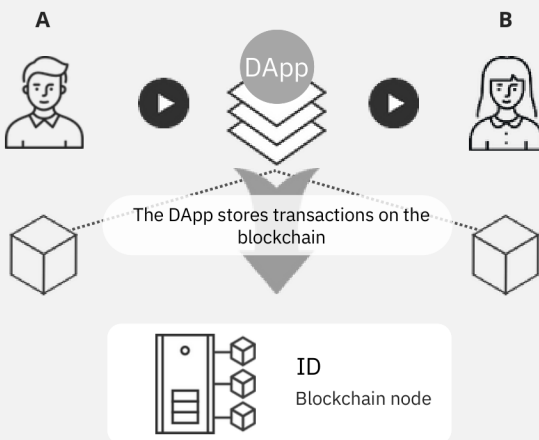 A
B
DApp
The DApp stores transactions on the
blockchain
ID
Blockchain node